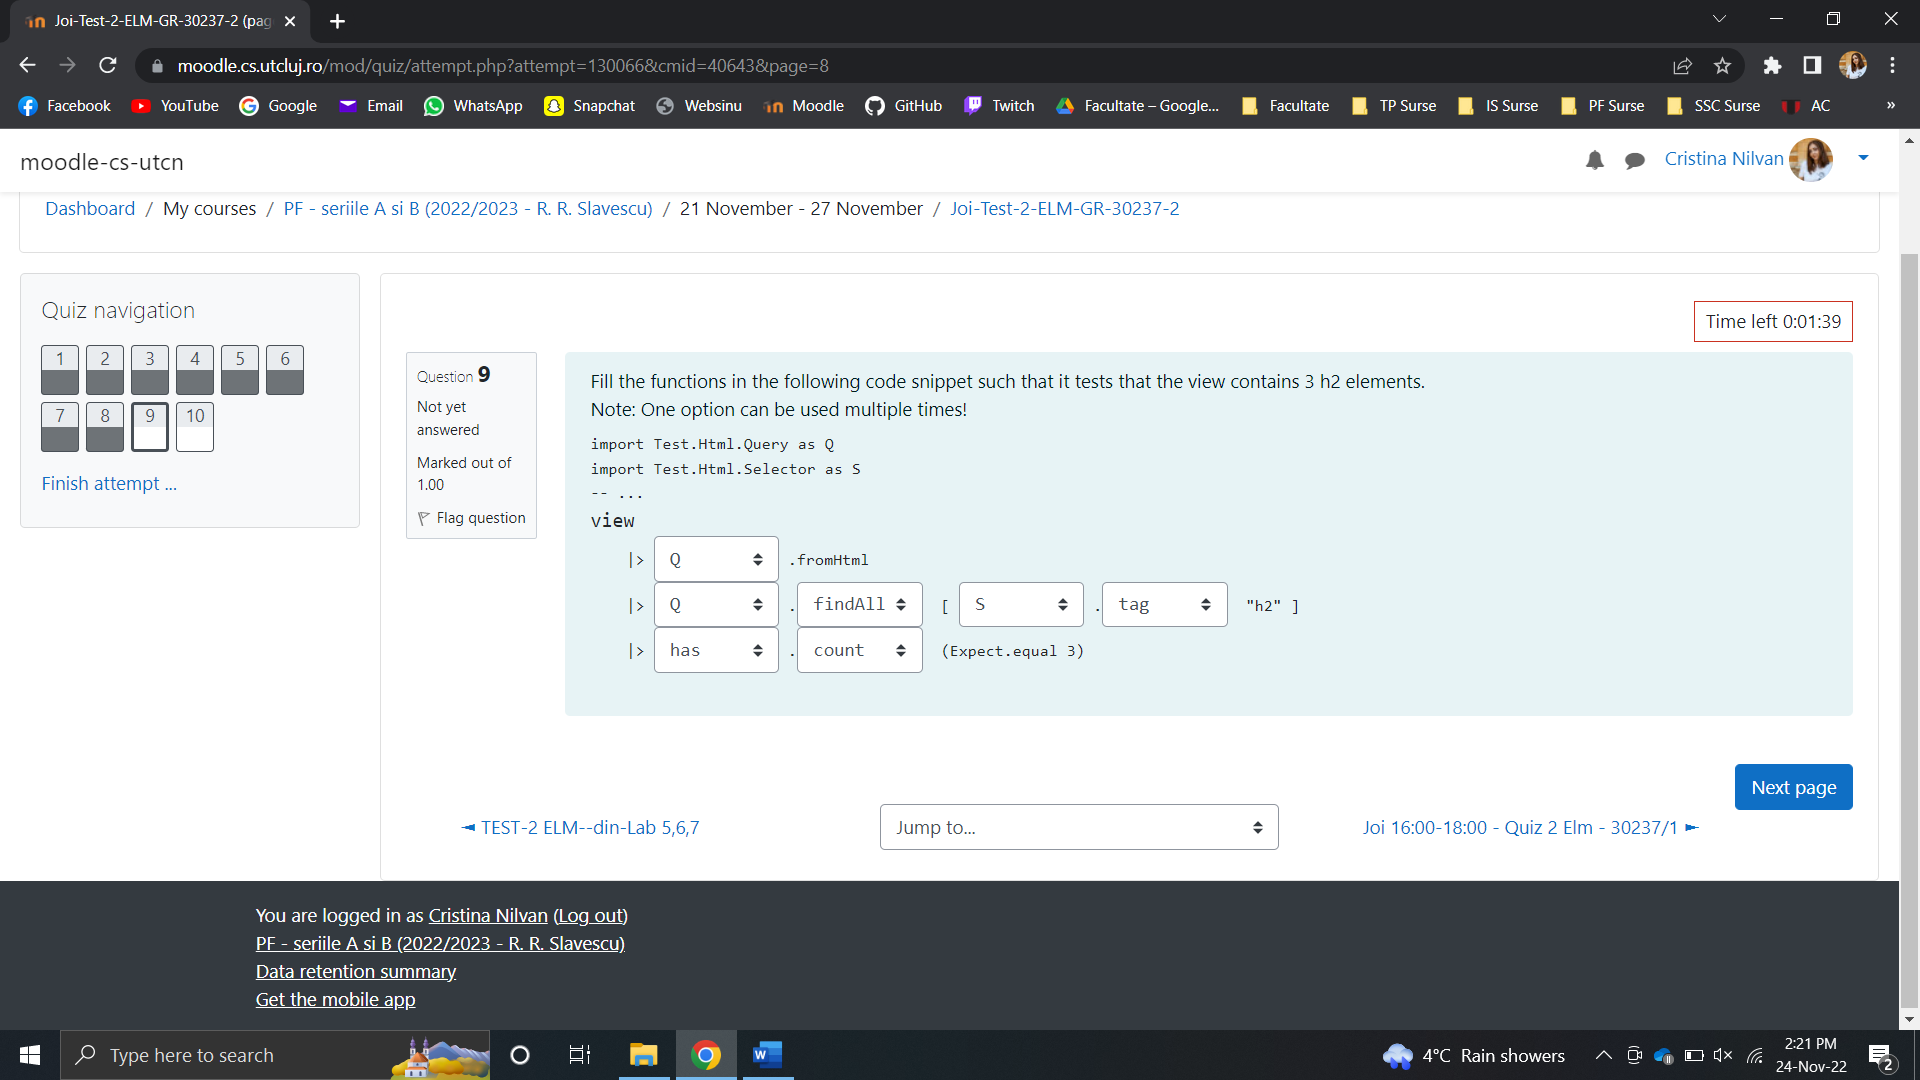 Joi-Test-2-ELM-GR-30237-2 (pag
moodle.cs.utcluj.ro/mod/quiz/attempt.php?attempt=130066&cmid=40643&page=8
Facebook YouTube Google Email WhatsApp Snapchat Websinu Moodle GitHub Twitch Facultate – Google... Facultate TP Surse IS Surse PF Surse SSC Surse AC »
moodle-cs-utcn
Cristina Nilvan
Dashboard / My courses / PF - seriile A si B (2022/2023 - R. R. Slavescu) / 21 November - 27 November / Joi-Test-2-ELM-GR-30237-2
Quiz navigation
1 2 3 4 5 6
7 8 9 10
Finish attempt ...
Time left 0:01:39
Question 9
Not yet
answered
Marked out of
1.00
Flag question
Fill the functions in the following code snippet such that it tests that the view contains 3 h2 elements.
Note: One option can be used multiple times!
import Test.Html.Query as Q
import Test.Html.Selector as S
-- ...
view
|> Q .fromHtml
|> Q . findAll [ S . tag "h2" ]
|> has . count (Expect.equal 3)
Next page
◄ TEST-2 ELM--din-Lab 5,6,7
Jump to...
Joi 16:00-18:00 - Quiz 2 Elm - 30237/1 ►
You are logged in as Cristina Nilvan (Log out)
PF - seriile A si B (2022/2023 - R. R. Slavescu)
Data retention summary
Get the mobile app
Type here to search
W
4°C Rain showers
2:21 PM
24-Nov-22
2